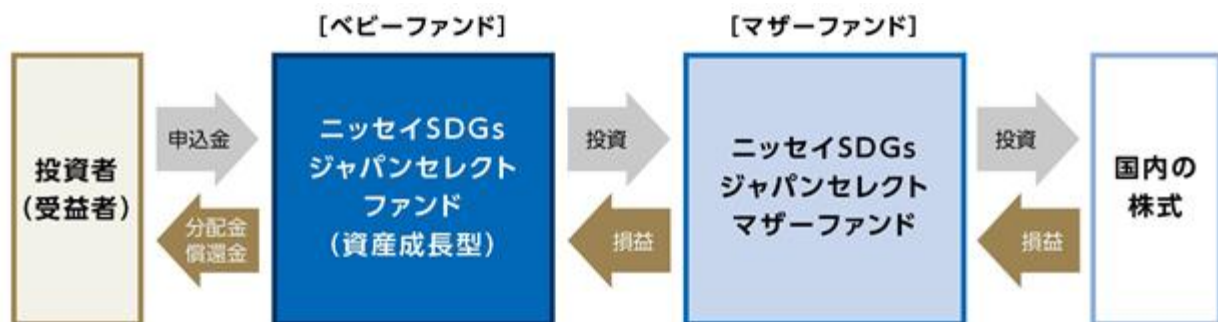 [ベビーファンド]
[マザーファンド]
投資者
(受益者)
申込金
分配金
償還金
ニッセイSDGs
ジャパンセレクト
ファンド
(資産成長型)
投資
損益
ニッセイSDGs
ジャパンセレクト
マザーファンド
投資
損益
国内の
株式